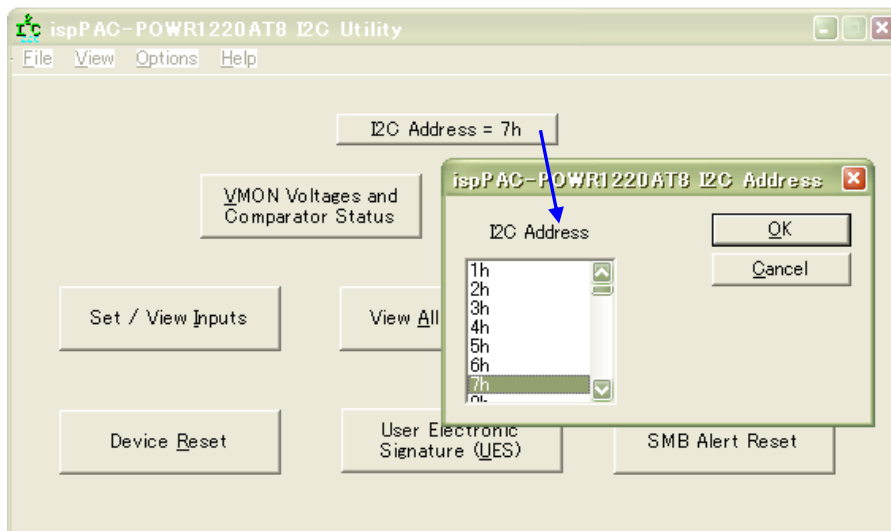 I2C ispPAC-POWR1220AT8 I2C Utility
File View Options Help
I2C Address = 7h
VMON Voltages and
Comparator Status
ispPAC-POWR1220AT8 I2C Address
I2C Address
OK
Cancel
1h
2h
3h
4h
5h
6h
7h
Set / View Inputs
View All
Device Reset
User Electronic
Signature (UES)
SMB Alert Reset